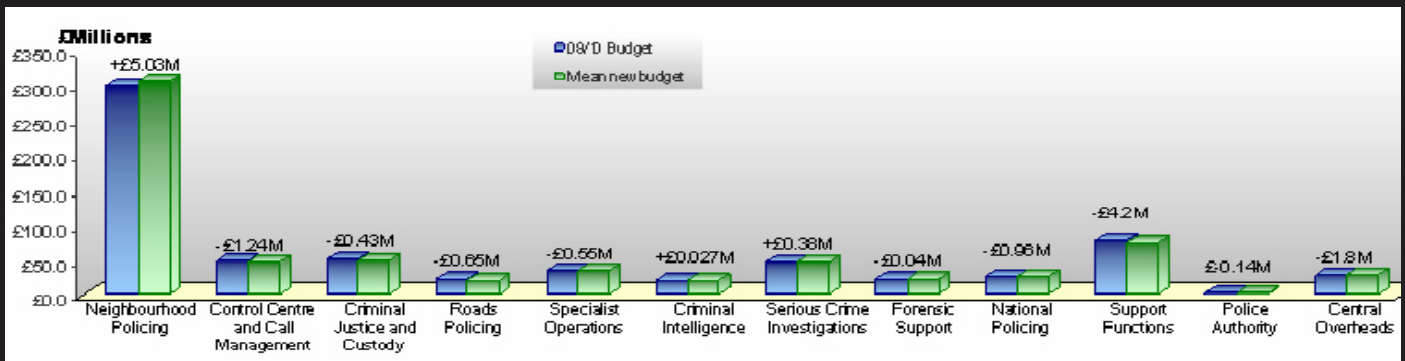 £Millions
09/D Budget
Mean new budget
£350.0
£300.0
£250.0
£200.0
£150.0
£100.0
£50.0
£0.0
+£5.03M
-£1.24M
-£0.43M
-£0.65M
-£0.55M
+£0.027M
+£0.38M
-£0.04M
-£0.96M
-£4.2M
£-0.14M
-£1.8M
Neighbourhood
Policing
Control Centre
and Call
Management
Criminal
Justice and
Custody
Roads
Policing
Specialist
Operations
Criminal
Intelligence
Serious Crime
Investigations
Forensic
Support
National
Policing
Support
Functions
Police
Authority
Central
Overheads